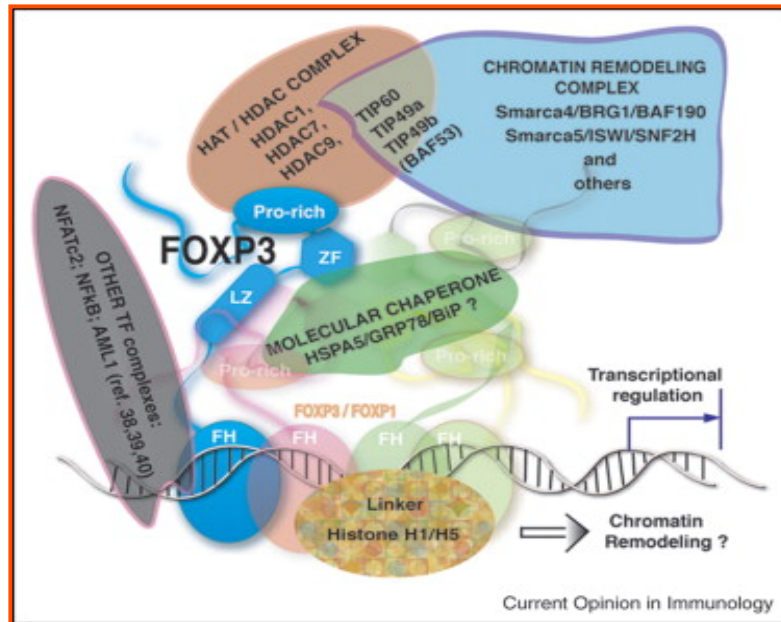 HAT / HDAC COMPLEX
HDAC1,
HDAC7,
HDAC9,
TIP60
TIP49a
TIP49b
(BAF53)
CHROMATIN REMODELING
COMPLEX
Smarca4/BRG1/BAF190
Smarca5/ISWI/SNF2H
and
others
Pro-rich
FOXP3
ZF
LZ
Pro-rich
OTHER TF complexes:
NFATc2; NFkB; AML1 (ref. 38,39,40)
MOLECULAR CHAPERONE
HSPA5/GRP78/BiP ?
Pro-rich
Pro-rich
FOXP3 / FOXP1
Transcriptional
regulation
FH
FH
FH
FH
Linker
Histone H1/H5
Chromatin
Remodeling ?
Current Opinion in Immunology